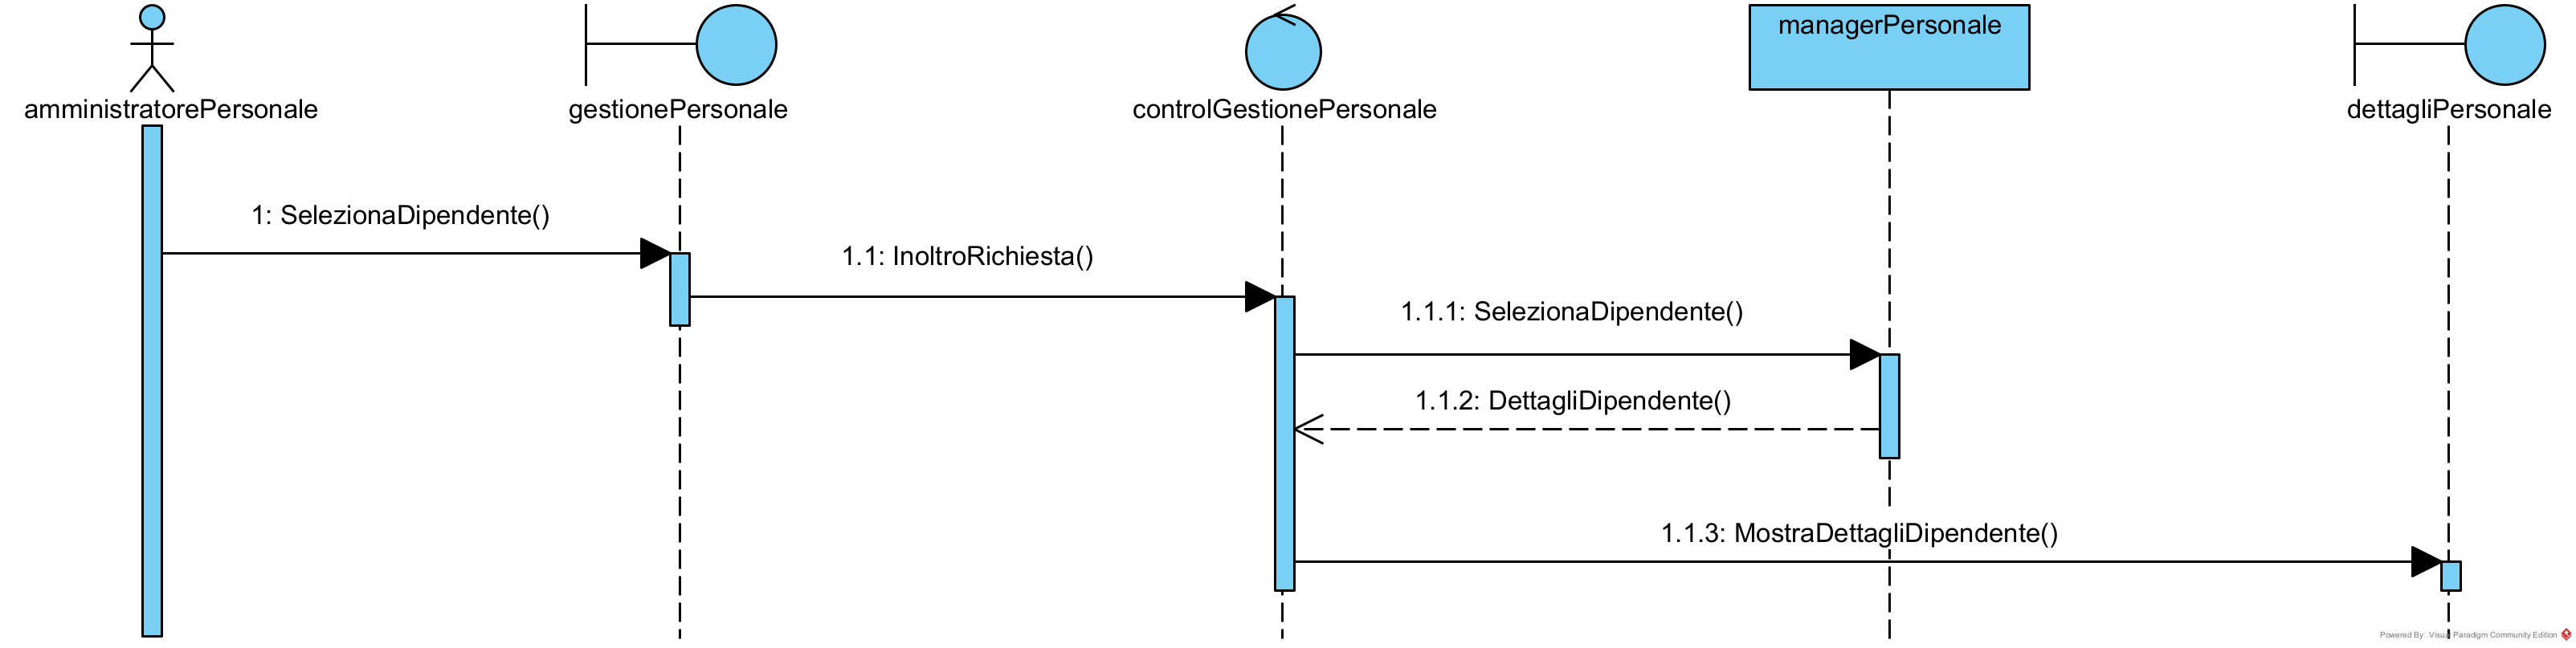 managerPersonale
amministratorePersonale
gestionePersonale
controlGestionePersonale
dettagliPersonale
1: SelezionaDipendente()
1.1: InoltroRichiesta()
1.1.1: SelezionaDipendente()
1.1.2: DettagliDipendente()
1.1.3: MostraDettagliDipendente()
Powered By: Visual Paradigm Community Edition